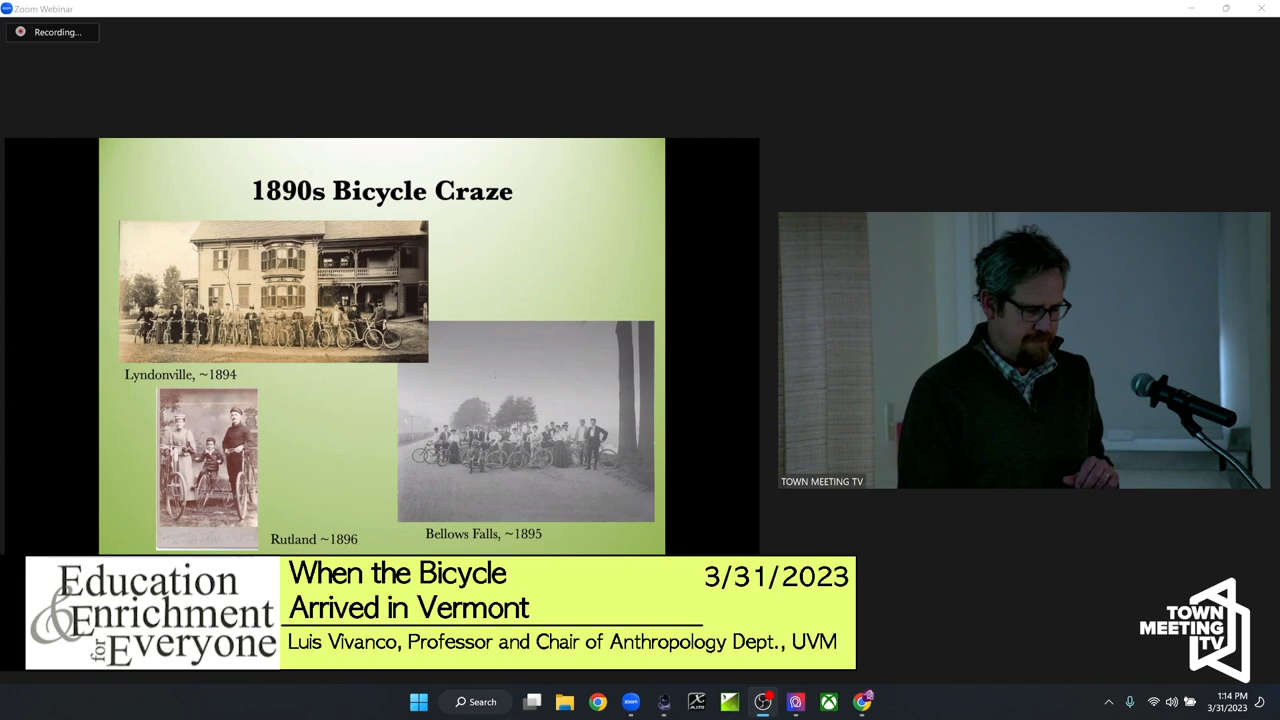 Zoom Webinar
Recording...
1890s Bicycle Craze
Lyndonville, ~1894
Rutland ~1896
Bellows Falls, ~1895
TOWN MEETING TV
Education
& Enrichment
for Everyone
When the Bicycle
Arrived in Vermont
3/31/2023
Luis Vivanco, Professor and Chair of Anthropology Dept., UVM
TOWN
MEETING
TV
Search
zoom
1:14 PM
3/31/2023